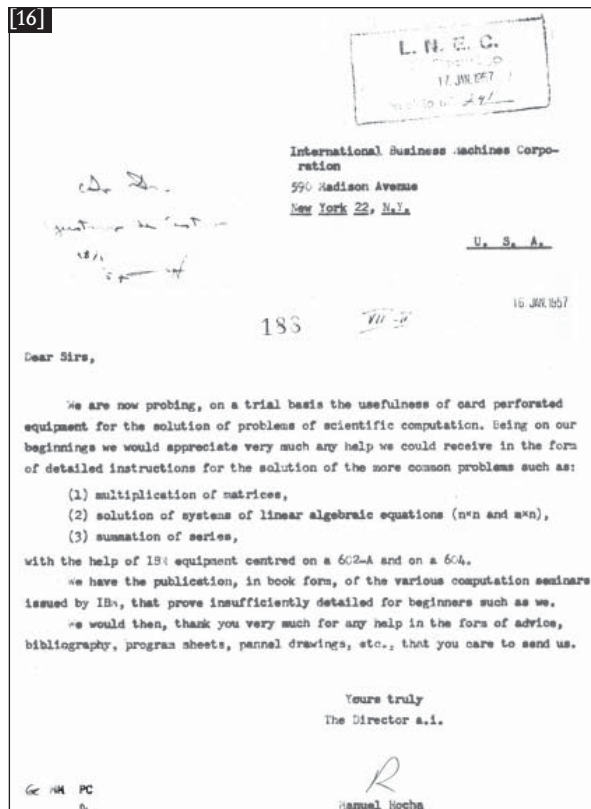 [16]
L. N. E. C.
17. JAN. 1957
291
International Business Machines Corpo-
ration
590 Madison Avenue
New York 22, N.Y.
U. S. A.
16. JAN. 1957
188 VII-II
Dear Sirs,
We are now probing, on a trial basis the usefulness of card perforated
equipment for the solution of problems of scientific computation. Being on our
beginnings we would appreciate very much any help we could receive in the form
of detailed instructions for the solution of the more common problems such as:
(1) multiplication of matrices,
(2) solution of systems of linear algebraic equations (n×n and m×n),
(3) summation of series,
with the help of IBM equipment centred on a 602-A and on a 604.
We have the publication, in book form, of the various computation seminars
issued by IBM, that prove insufficiently detailed for beginners such as we.
We would then, thank you very much for any help in the form of advice,
bibliography, program sheets, pannel drawings, etc., that you care to send us.
Yours truly
The Director a.i.
R
Manuel Rocha
PC